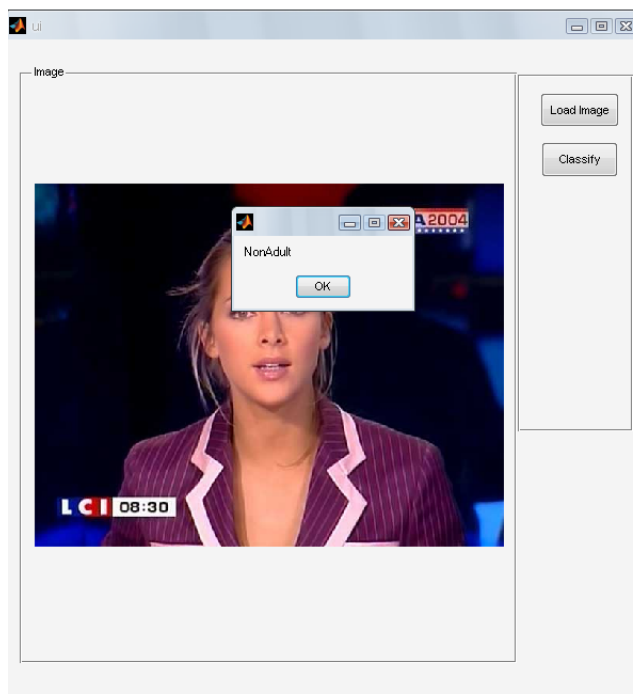 ui
Image
Load Image
Classify
A2004
NonAdult
OK
LCI 08:30